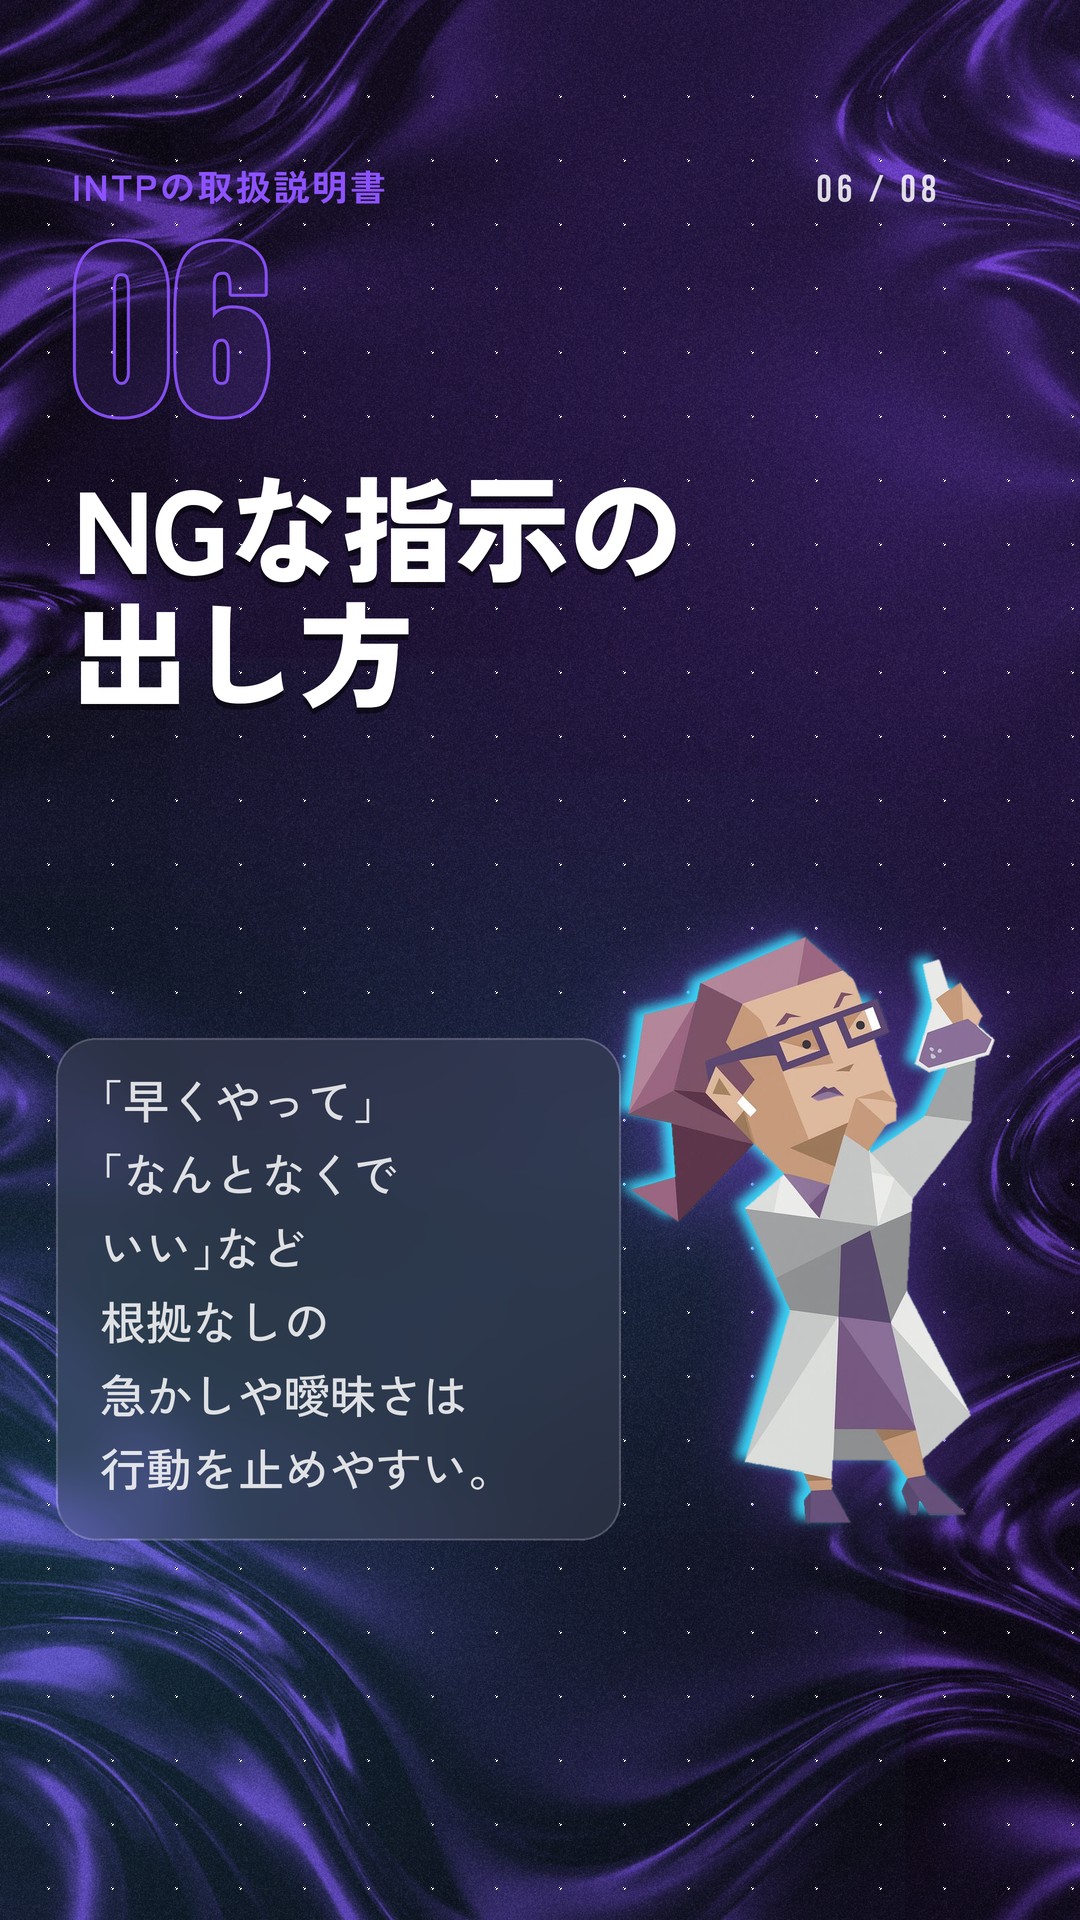 INTPの取扱説明書
06 / 08
06
NGな指示の
出し方
「早くやって」
「なんとなくで
いい」など
根拠なしの
急かしや曖昧さは
行動を止めやすい。